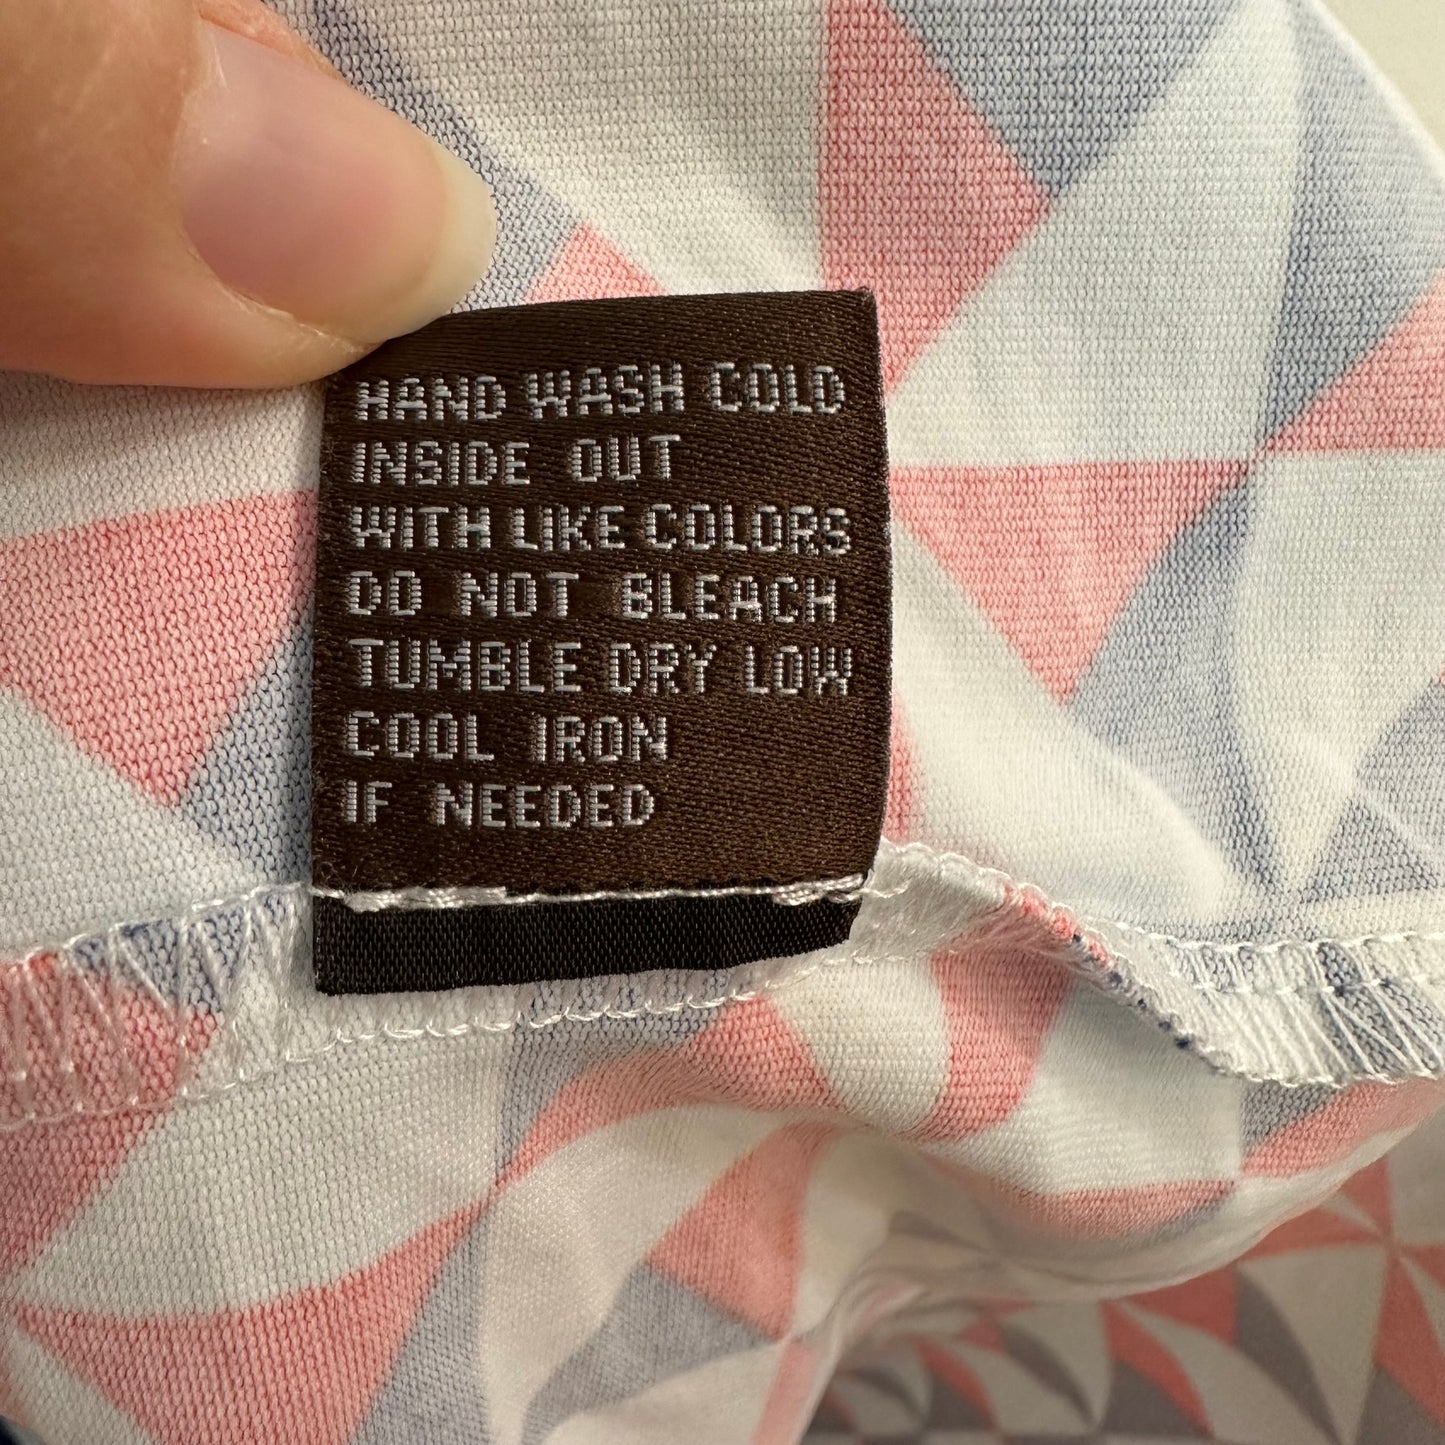 HAND WASH COLD
INSIDE OUT
WITH LIKE COLORS
DO NOT BLEACH
TUMBLE DRY LOW
COOL IRON
IF NEEDED